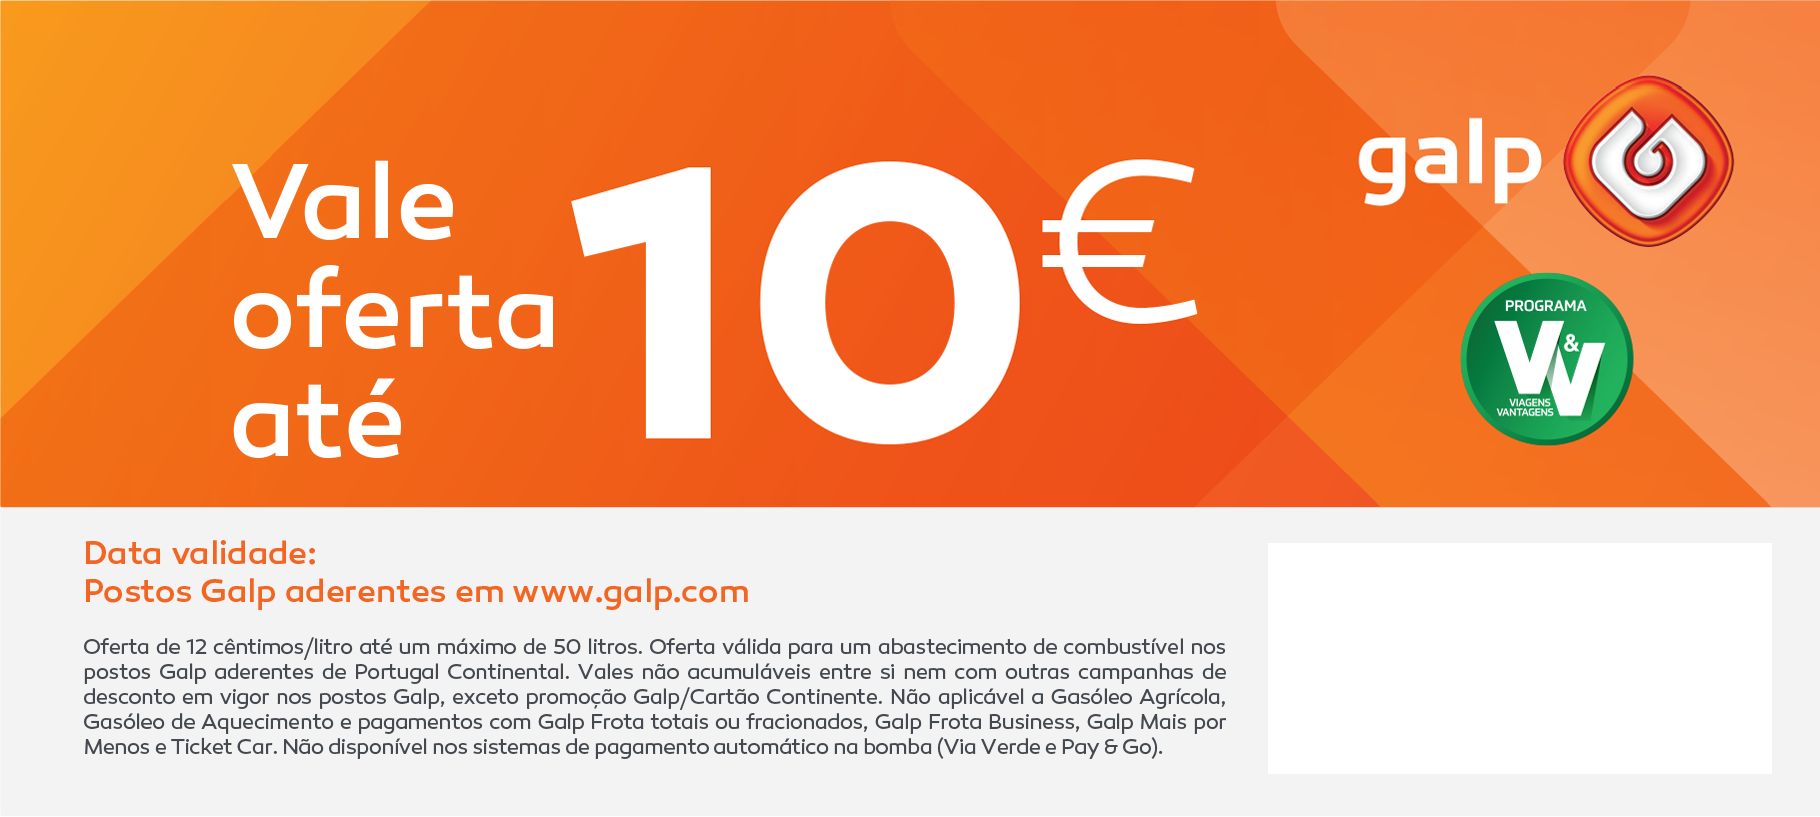 Vale
oferta
até
10€
galp
PROGRAMA
V&V
VIAGENS
VANTAGENS
Data validade:
Postos Galp aderentes em www.galp.com
Oferta de 12 cêntimos/litro até um máximo de 50 litros. Oferta válida para um abastecimento de combustível nos
postos Galp aderentes de Portugal Continental. Vales não acumuláveis entre si nem com outras campanhas de
desconto em vigor nos postos Galp, exceto promoção Galp/Cartão Continente. Não aplicável a Gasóleo Agrícola,
Gasóleo de Aquecimento e pagamentos com Galp Frota totais ou fracionados, Galp Frota Business, Galp Mais por
Menos e Ticket Car. Não disponível nos sistemas de pagamento automático na bomba (Via Verde e Pay & Go).